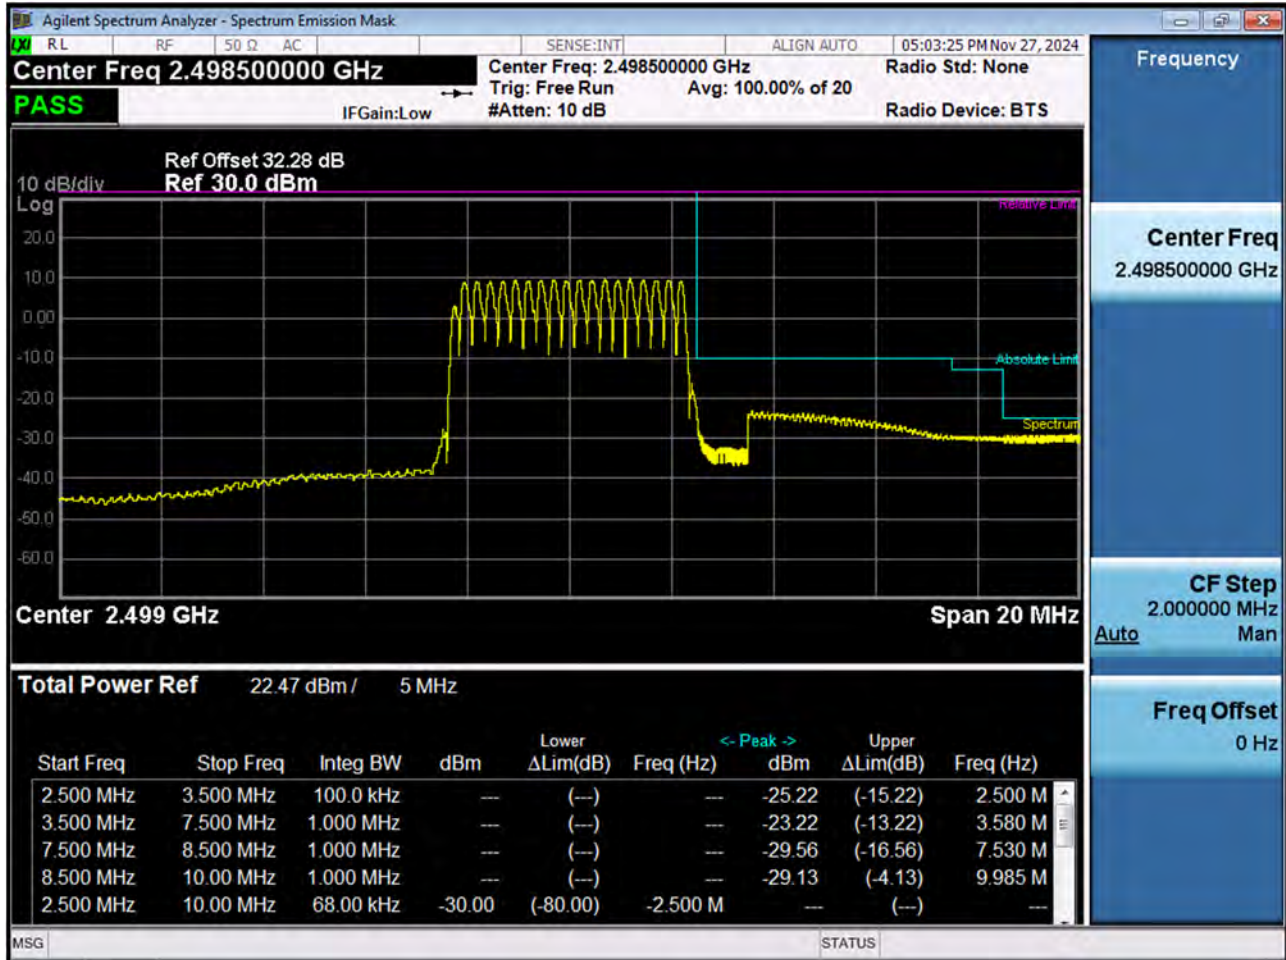 Agilent Spectrum Analyzer - Spectrum Emission Mask
LXI RL RF 50 Ω AC SENSE:INT ALIGN AUTO 05:03:25 PM Nov 27, 2024
Center Freq 2.498500000 GHz
Center Freq: 2.498500000 GHz Radio Std: None
Trig: Free Run Avg: 100.00% of 20
PASS IFGain:Low #Atten: 10 dB Radio Device: BTS
Ref Offset 32.28 dB
10 dB/div Ref 30.0 dBm
Log
Relative Limit
20.0
10.0
0.00
-10.0
Absolute Limit
-20.0
Spectrum
-30.0
-40.0
-50.0
-60.0
Center 2.499 GHz Span 20 MHz
Total Power Ref 22.47 dBm / 5 MHz
Lower <- Peak -> Upper
Start Freq Stop Freq Integ BW dBm ΔLim(dB) Freq (Hz) dBm ΔLim(dB) Freq (Hz)
2.500 MHz 3.500 MHz 100.0 kHz --- (---) --- -25.22 (-15.22) 2.500 M
3.500 MHz 7.500 MHz 1.000 MHz --- (---) --- -23.22 (-13.22) 3.580 M
7.500 MHz 8.500 MHz 1.000 MHz --- (---) --- -29.56 (-16.56) 7.530 M
8.500 MHz 10.00 MHz 1.000 MHz --- (---) --- -29.13 (-4.13) 9.985 M
2.500 MHz 10.00 MHz 68.00 kHz -30.00 (-80.00) -2.500 M --- (---) ---
MSG STATUS
Frequency
Center Freq
2.498500000 GHz
CF Step
2.000000 MHz
Auto Man
Freq Offset
0 Hz